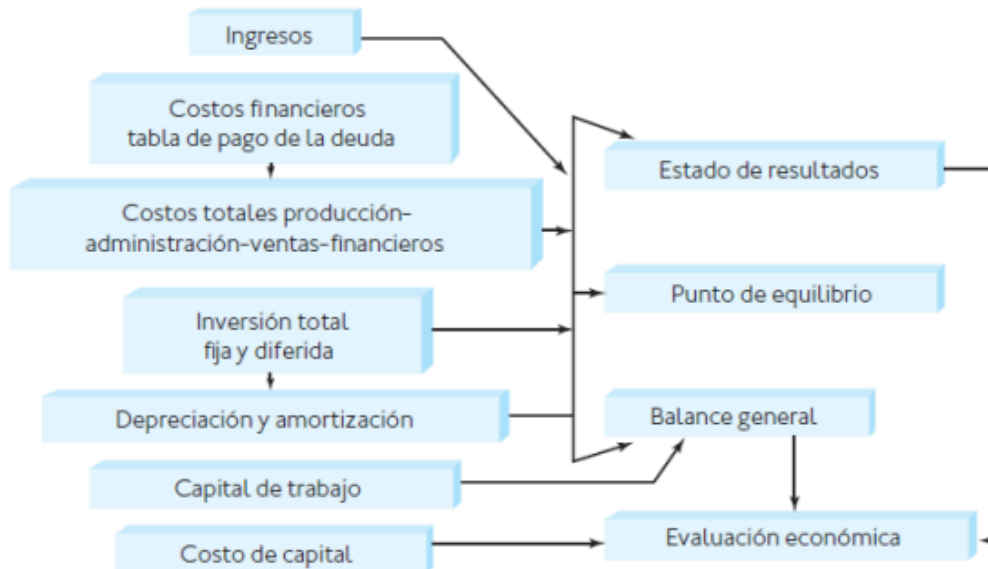 Ingresos
Costos financieros
tabla de pago de la deuda
Costos totales producción-
administración-ventas-financieros
Inversión total
fija y diferida
Depreciación y amortización
Capital de trabajo
Costo de capital
Estado de resultados
Punto de equilibrio
Balance general
Evaluación económica